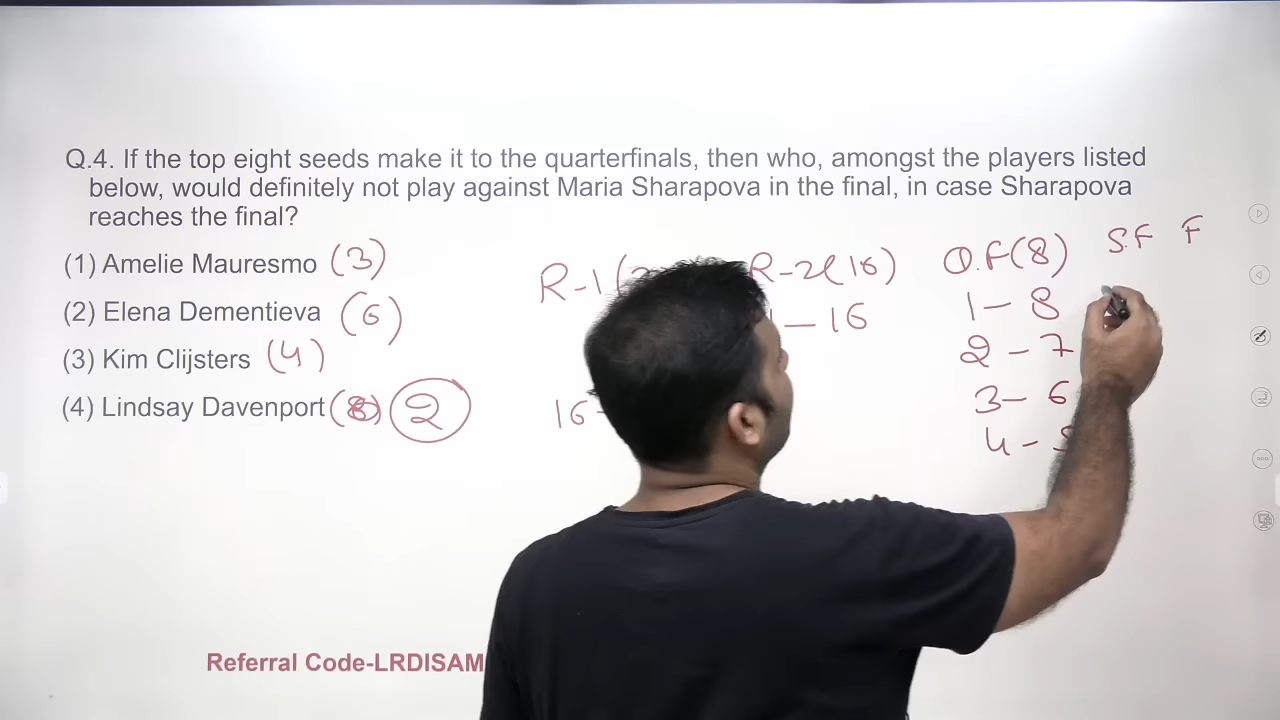 Q.4. If the top eight seeds make it to the quarterfinals, then who, amongst the players listed
below, would definitely not play against Maria Sharapova in the final, in case Sharapova
reaches the final?
(1) Amelie Mauresmo (3)
(2) Elena Dementieva (6)
(3) Kim Clijsters (4)
(4) Lindsay Davenport (8) 2
R-1
16
R-2(16)
1 – 16
Q.F(8)
1 – 8
2 – 7
3 – 6
4 –
S.F
F
Referral Code-LRDISAM